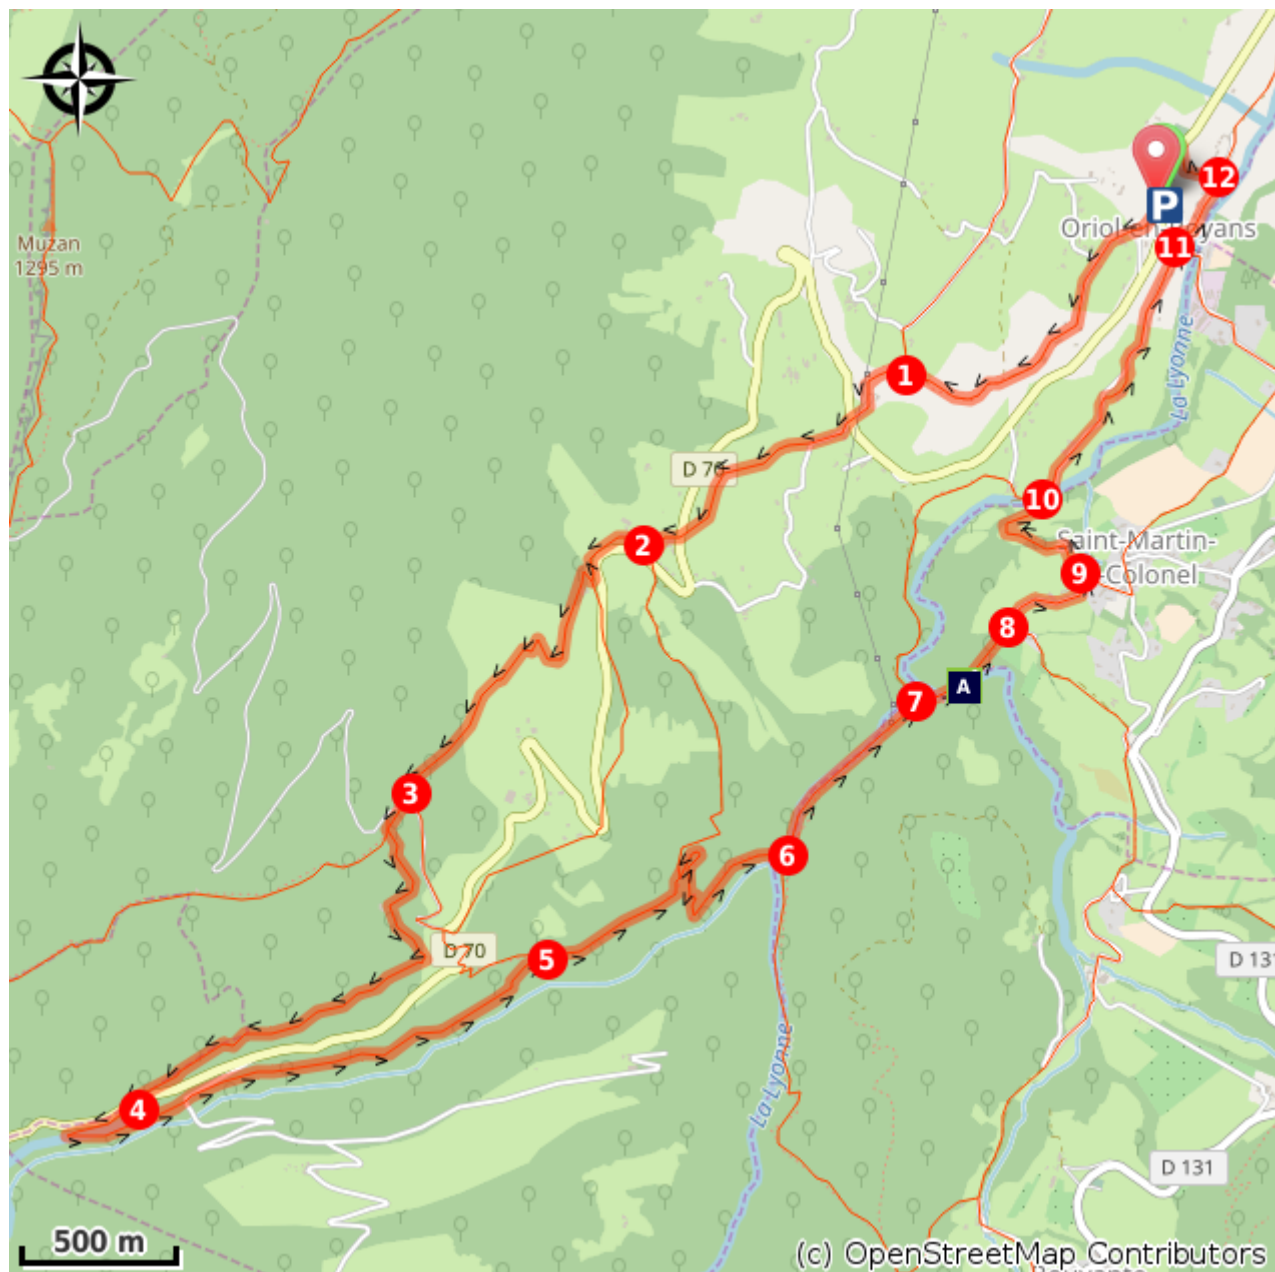 P
12
Oriol-en-Royans
11
Muzan
1295 m
La Lyonne
1
D 76
2
10
Saint-Martin-
-Colonel
9
8
A
7
3
6
D 70
5
D 131
4
La Lyonne
D 131
500 m
(c) OpenStreetMap Contributors